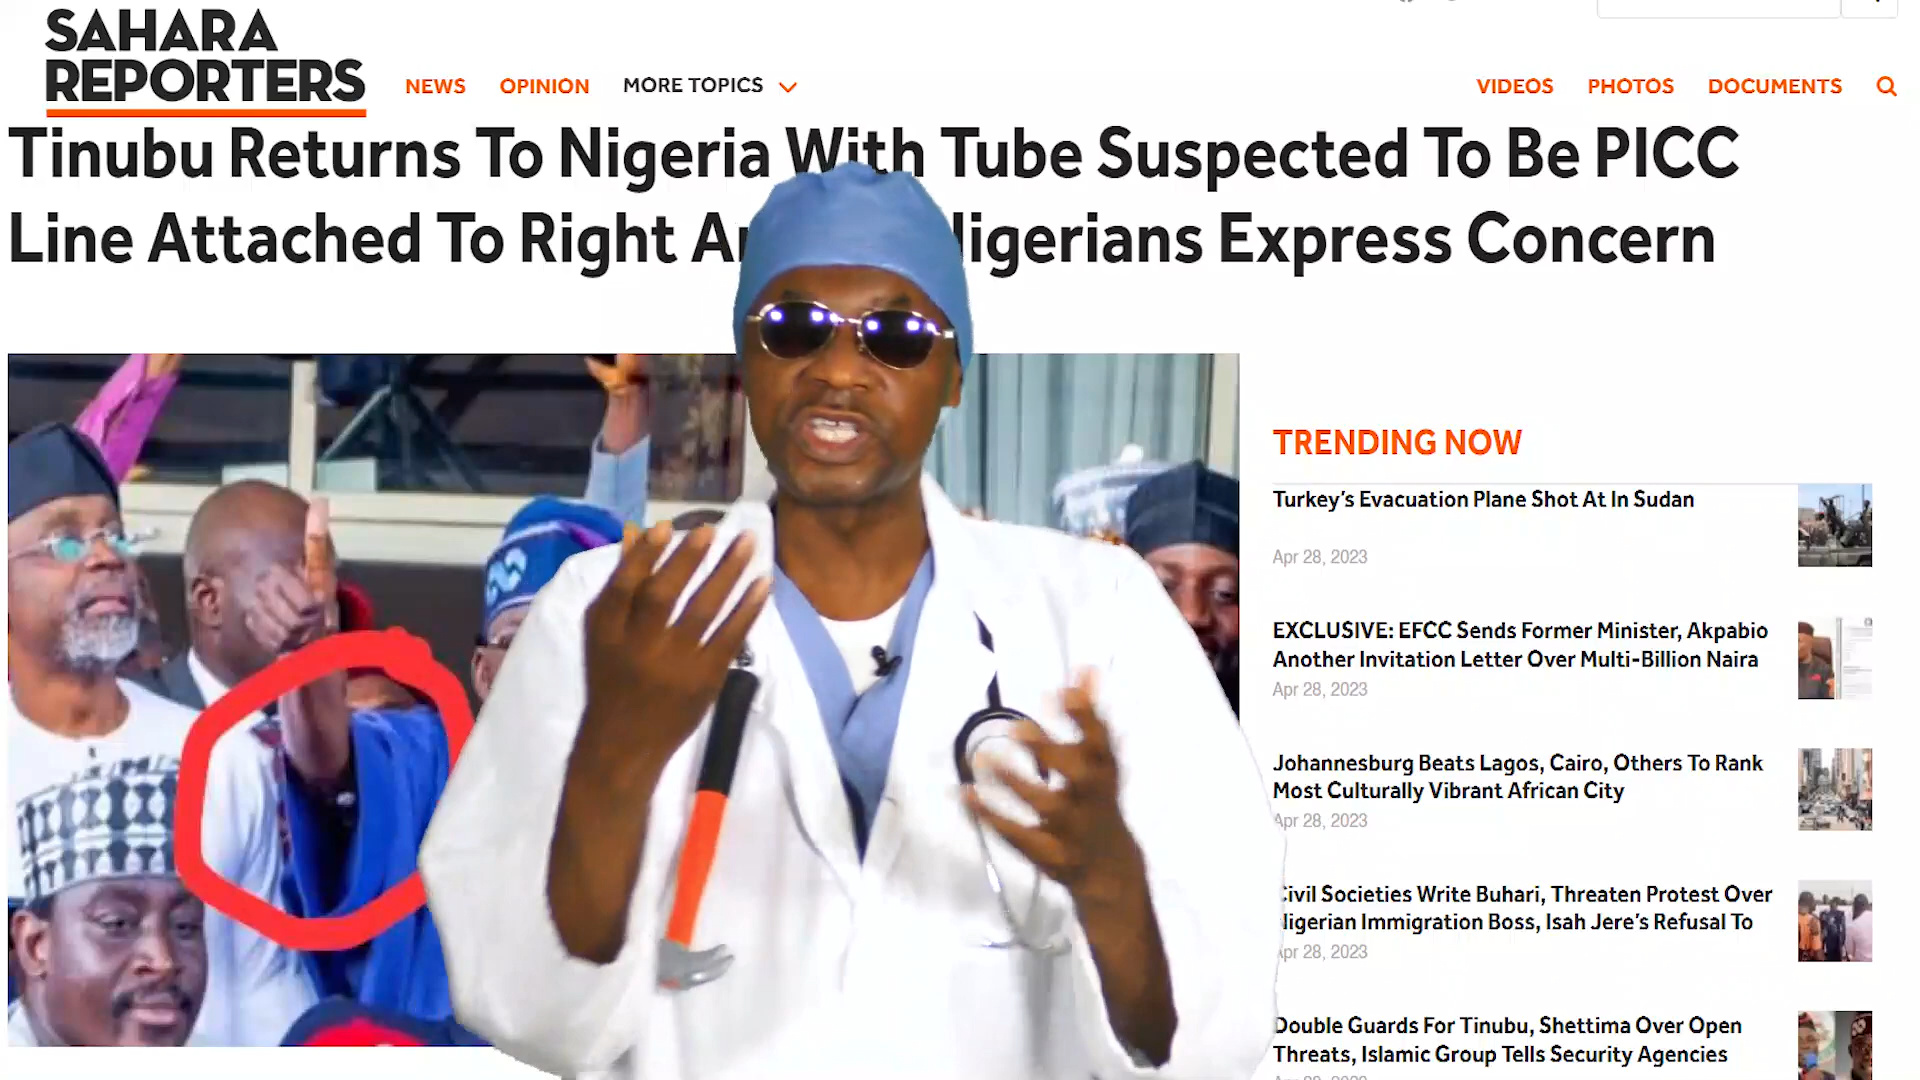 SAHARA
REPORTERS
NEWS OPINION MORE TOPICS
VIDEOS PHOTOS DOCUMENTS
Tinubu Returns To Nigeria With Tube Suspected To Be PICC
Line Attached To Right Express Concern
TRENDING NOW
Turkey's Evacuation Plane Shot At In Sudan
Apr 28, 2023
EXCLUSIVE: EFCC Sends Former Minister, Akpabio
Another Invitation Letter Over Multi-Billion Naira
Apr 28, 2023
Johannesburg Beats Lagos, Cairo, Others To Rank
Most Culturally Vibrant African City
Apr 28, 2023
Civil Societies Write Buhari, Threaten Protest Over
Nigerian Immigration Boss, Isah Jere's Refusal To
Apr 28, 2023
Double Guards For Tinubu, Shettima Over Open
Threats, Islamic Group Tells Security Agencies